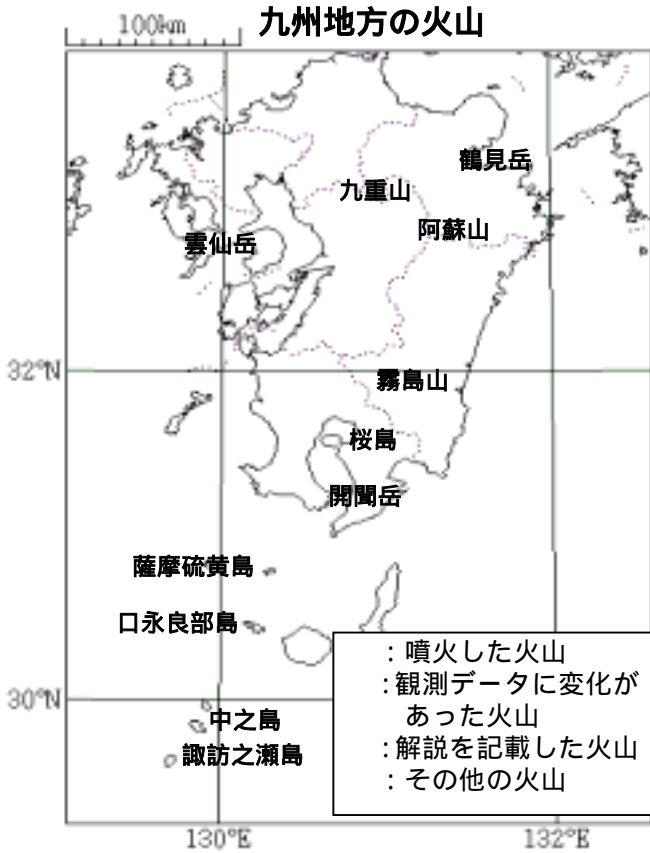 100km
九州地方の火山
鶴見岳
九重山
阿蘇山
雲仙岳
32°N
霧島山
桜島
開聞岳
薩摩硫黄島
口永良部島
30°N
中之島
諏訪之瀬島
：噴火した火山
：観測データに変化が
あった火山
：解説を記載した火山
：その他の火山
130°E
132°E